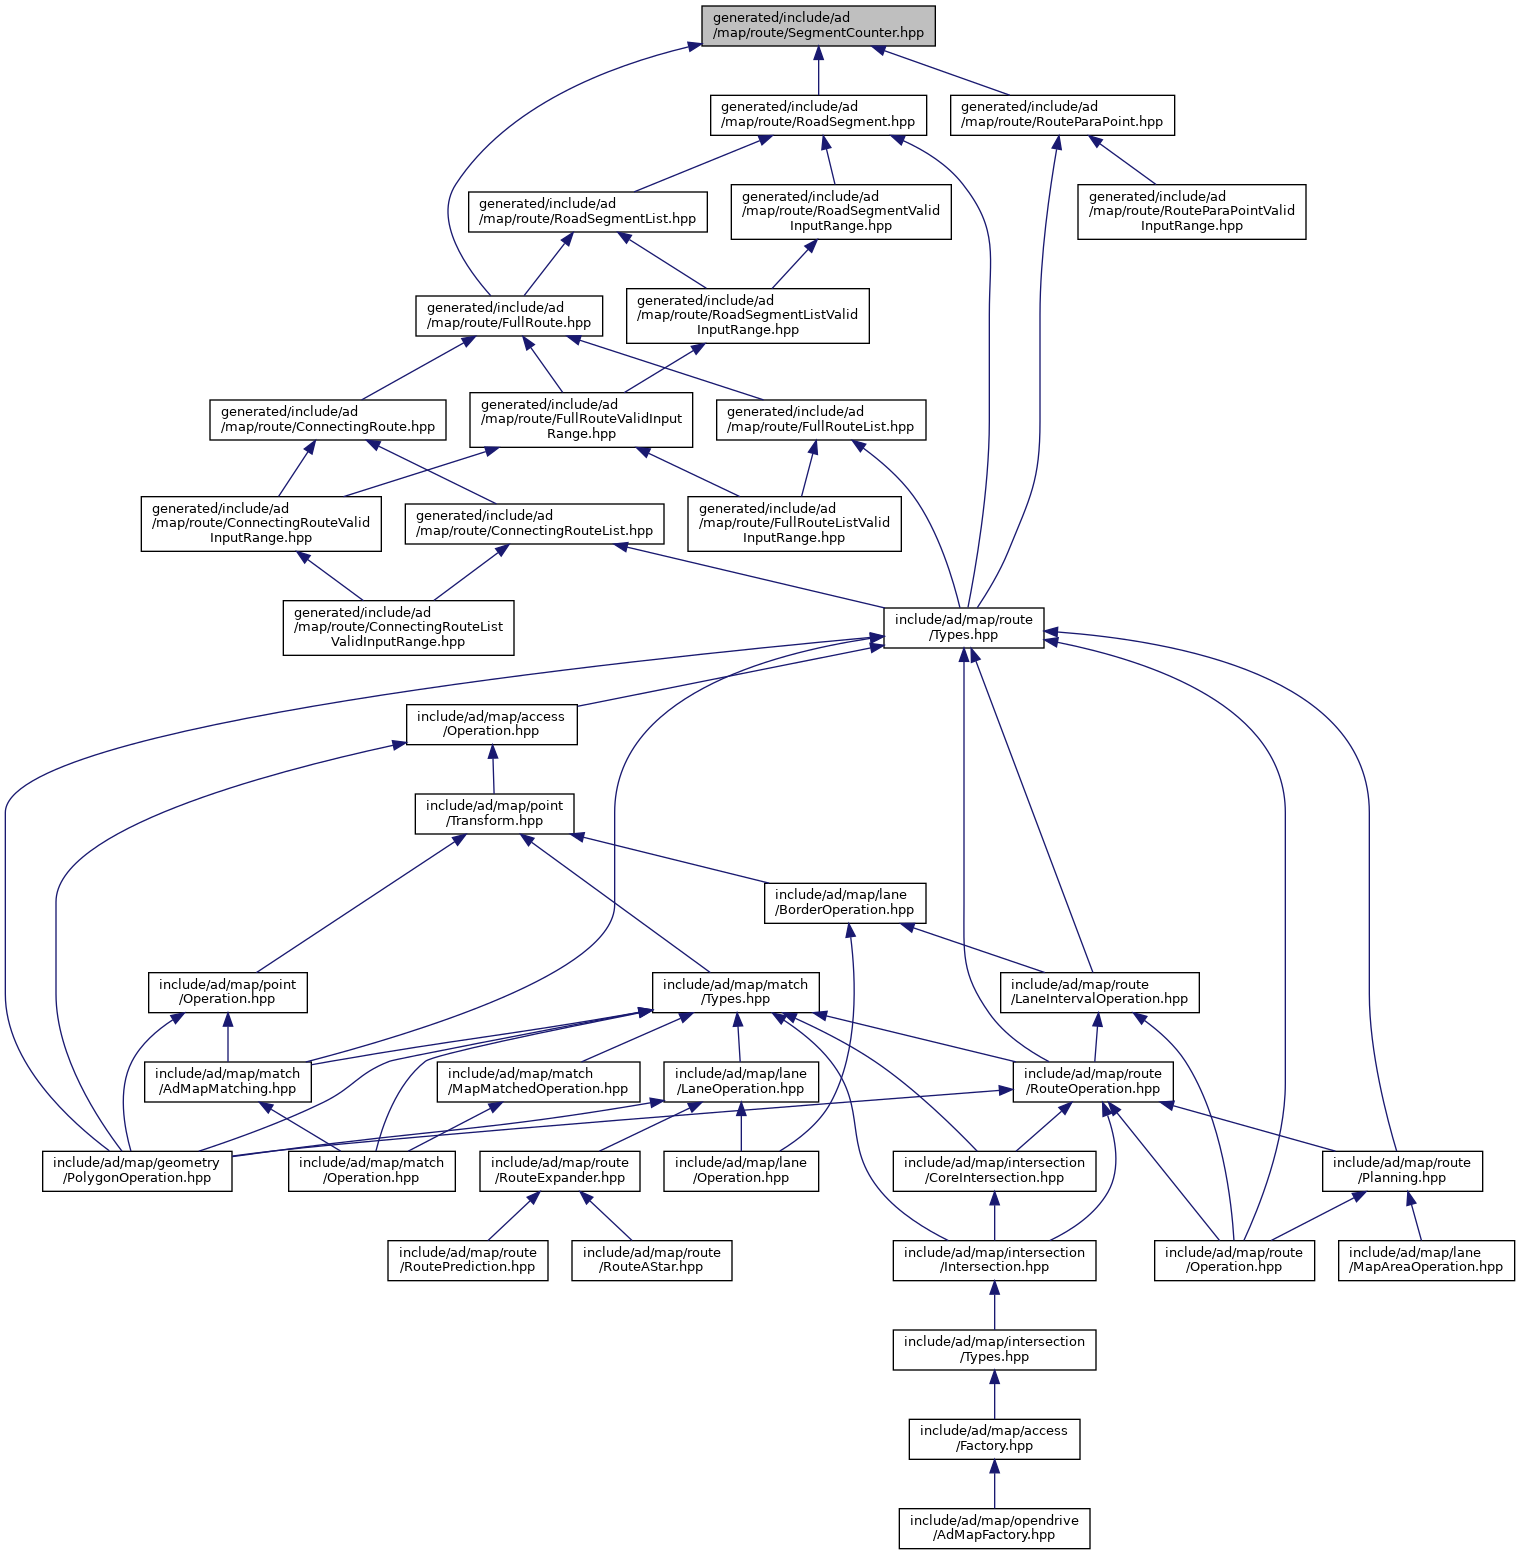 generated/include/ad
/map/route/SegmentCounter.hpp
generated/include/ad
/map/route/RoadSegment.hpp
generated/include/ad
/map/route/RouteParaPoint.hpp
generated/include/ad
/map/route/RoadSegmentList.hpp
generated/include/ad
/map/route/RoadSegmentValid
InputRange.hpp
generated/include/ad
/map/route/RouteParaPointValid
InputRange.hpp
generated/include/ad
/map/route/FullRoute.hpp
generated/include/ad
/map/route/RoadSegmentListValid
InputRange.hpp
generated/include/ad
/map/route/ConnectingRoute.hpp
generated/include/ad
/map/route/FullRouteValidInput
Range.hpp
generated/include/ad
/map/route/FullRouteList.hpp
generated/include/ad
/map/route/ConnectingRouteValid
InputRange.hpp
generated/include/ad
/map/route/ConnectingRouteList.hpp
generated/include/ad
/map/route/FullRouteListValid
InputRange.hpp
generated/include/ad
/map/route/ConnectingRouteList
ValidInputRange.hpp
include/ad/map/route
/Types.hpp
include/ad/map/access
/Operation.hpp
include/ad/map/point
/Transform.hpp
include/ad/map/lane
/BorderOperation.hpp
include/ad/map/point
/Operation.hpp
include/ad/map/match
/Types.hpp
include/ad/map/route
/LaneIntervalOperation.hpp
include/ad/map/match
/AdMapMatching.hpp
include/ad/map/match
/MapMatchedOperation.hpp
include/ad/map/lane
/LaneOperation.hpp
include/ad/map/route
/RouteOperation.hpp
include/ad/map/geometry
/PolygonOperation.hpp
include/ad/map/match
/Operation.hpp
include/ad/map/route
/RouteExpander.hpp
include/ad/map/lane
/Operation.hpp
include/ad/map/intersection
/CoreIntersection.hpp
include/ad/map/route
/Planning.hpp
include/ad/map/route
/RoutePrediction.hpp
include/ad/map/route
/RouteAStar.hpp
include/ad/map/intersection
/Intersection.hpp
include/ad/map/route
/Operation.hpp
include/ad/map/lane
/MapAreaOperation.hpp
include/ad/map/intersection
/Types.hpp
include/ad/map/access
/Factory.hpp
include/ad/map/opendrive
/AdMapFactory.hpp